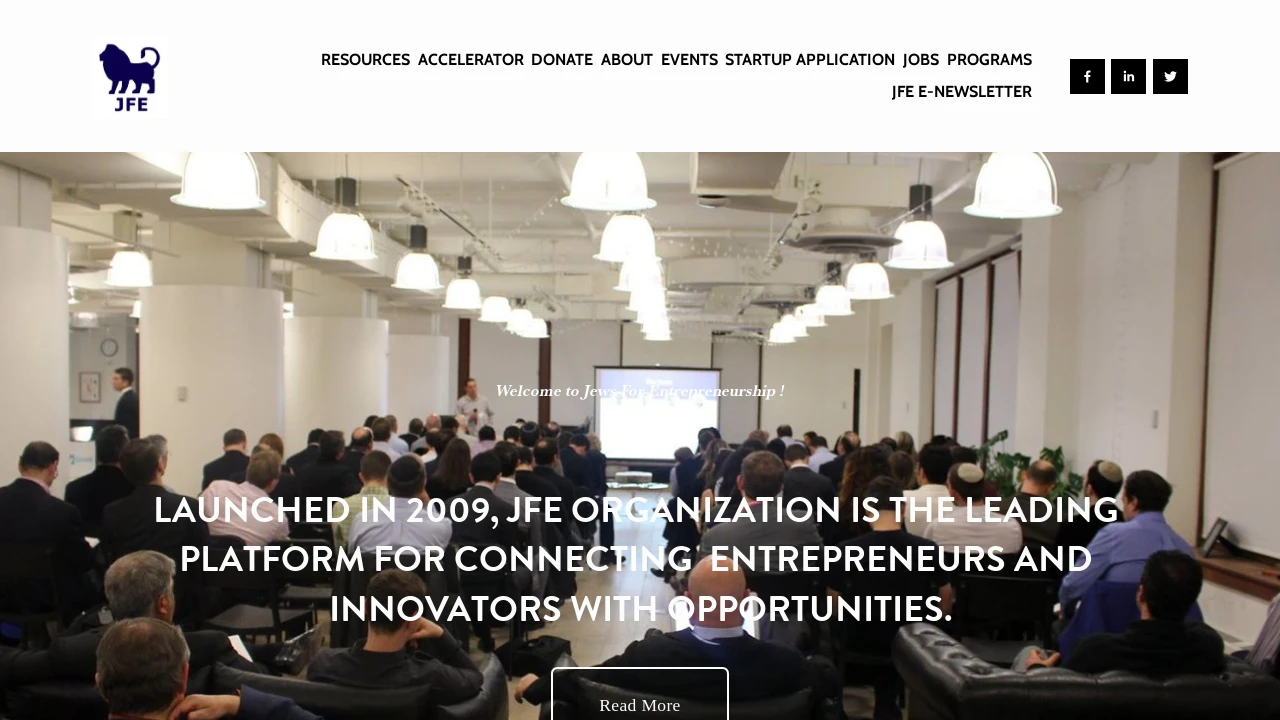 JFE
RESOURCES ACCELERATOR DONATE ABOUT EVENTS STARTUP APPLICATION JOBS PROGRAMS
JFE E-NEWSLETTER
Welcome to Jews For Entrepreneurship !
LAUNCHED IN 2009, JFE ORGANIZATION IS THE LEADING
PLATFORM FOR CONNECTING  ENTREPRENEURS AND
INNOVATORS WITH OPPORTUNITIES.
Read More